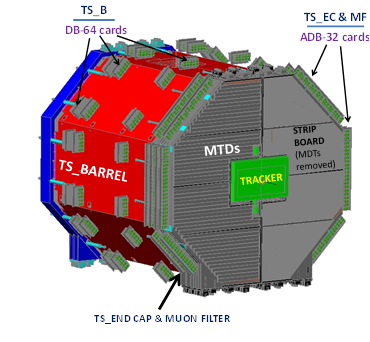 TS_B
DB-64 cards
TS_EC & MF
ADB-32 cards
MTDs
STRIP
BOARD
(MDTs
removed)
TS_BARREL
TRACKER
TS_END CAP & MUON FILTER